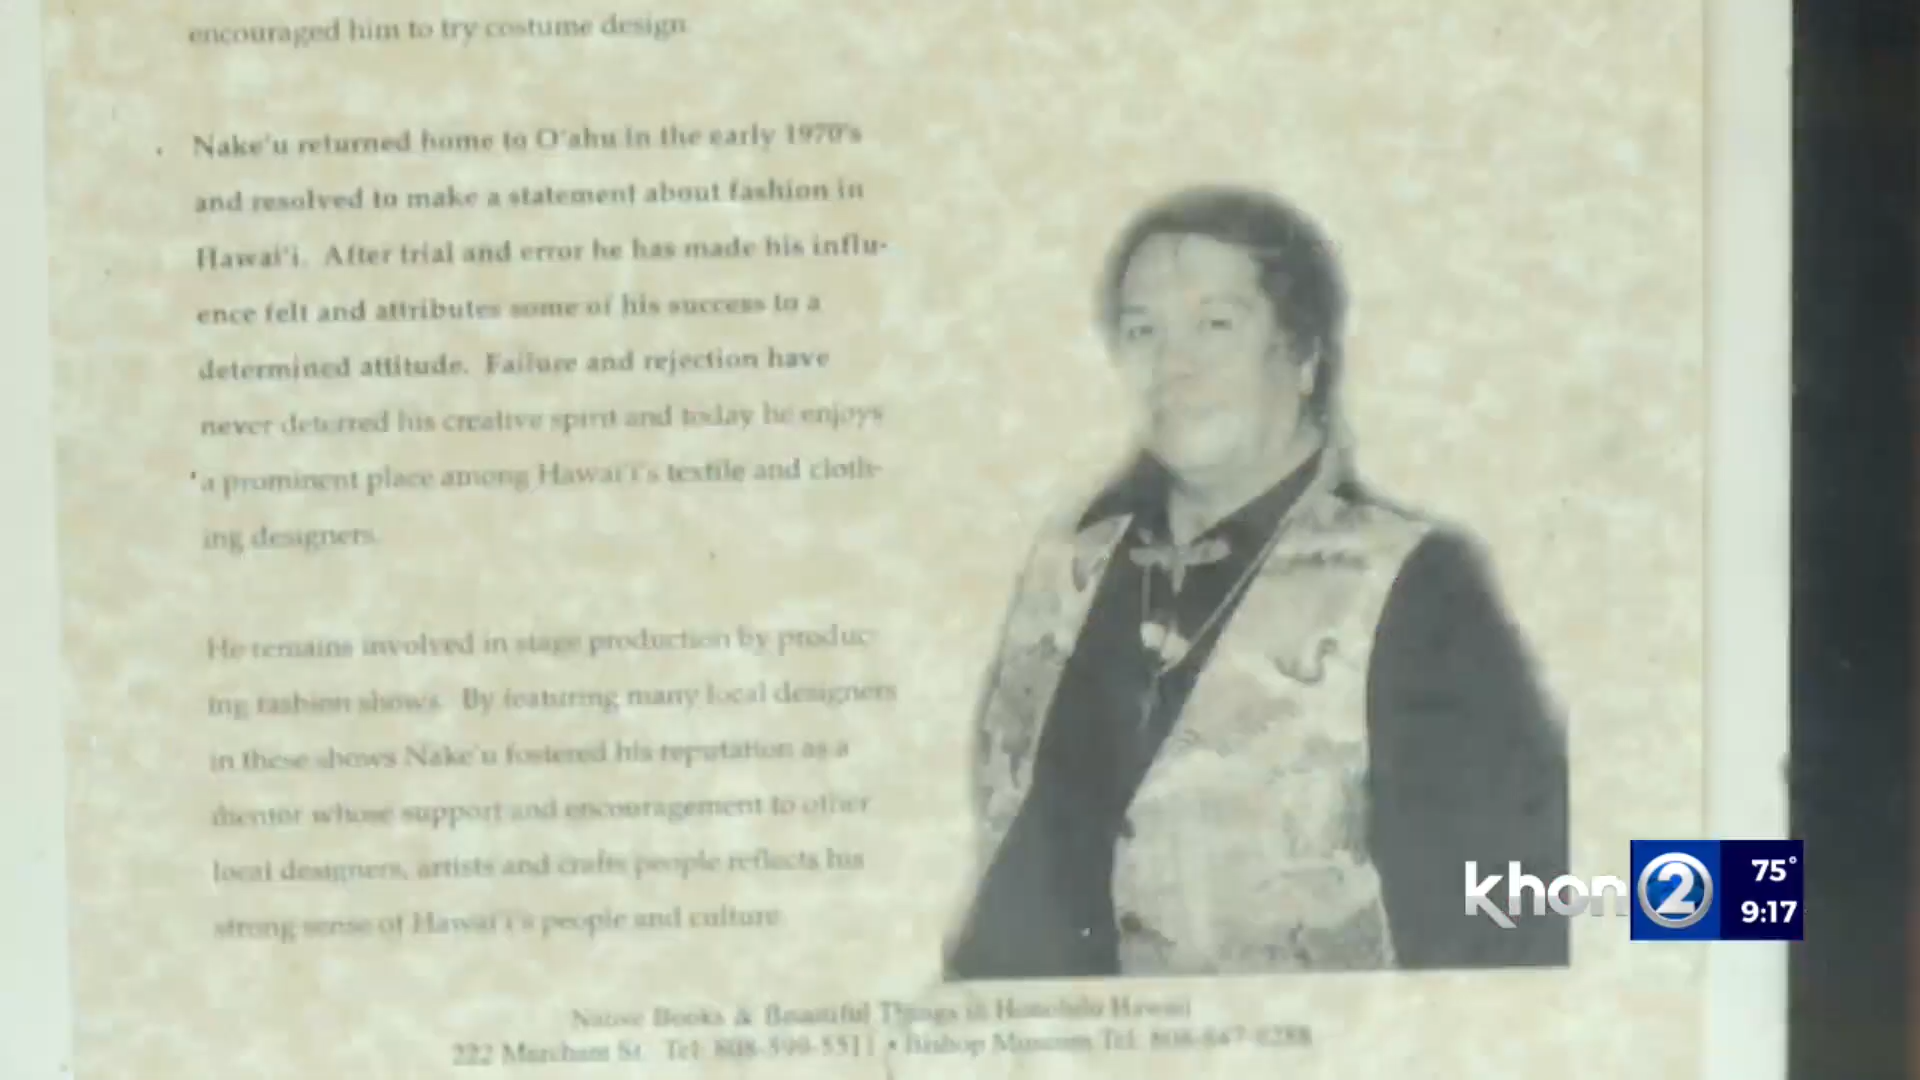 encouraged him to try costume design.
Nake'u returned home to O'ahu in the early 1970's
and resolved to make a statement about fashion in
Hawai'i. After trial and error he has made his influ-
ence felt and attributes some of his success to a
determined attitude. Failure and rejection have
never deterred his creative spirit and today he enjoys
a prominent place among Hawai'i's textile and cloth-
ing designers.
He remains involved in stage production by produc-
ing fashion shows. By featuring many local designers
in these shows Nake'u fostered his reputation as a
mentor whose support and encouragement to other
local designers, artists and crafts people reflects his
strong sense of Hawai'i's people and culture.
Native Books & Beautiful Things in Honolulu Hawaii
222 Merchant St. Tel: 808-599-5511 • Bishop Museum Tel:
khon 2
75°
9:17